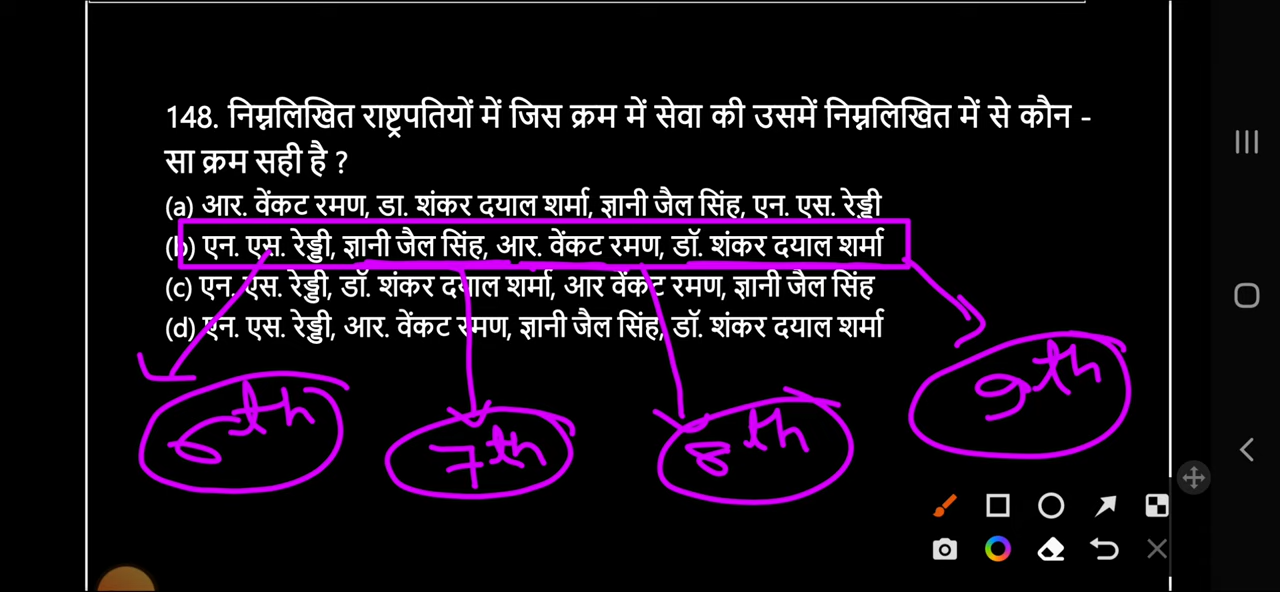 148. निम्नलिखित राष्ट्रपतियों में जिस क्रम में सेवा की उसमें निम्नलिखित में से कौन -
सा क्रम सही है ?
(a) आर. वेंकट रमण, डा. शंकर दयाल शर्मा, ज्ञानी जैल सिंह, एन. एस. रेड्डी
(b) एन. एस. रेड्डी, ज्ञानी जैल सिंह, आर. वेंकट रमण, डॉ. शंकर दयाल शर्मा
(c) एन. एस. रेड्डी, डॉ. शंकर दयाल शर्मा, आर वेंकट रमण, ज्ञानी जैल सिंह
(d) एन. एस. रेड्डी, आर. वेंकट रमण, ज्ञानी जैल सिंह, डॉ. शंकर दयाल शर्मा
6th 7th 8th 9th